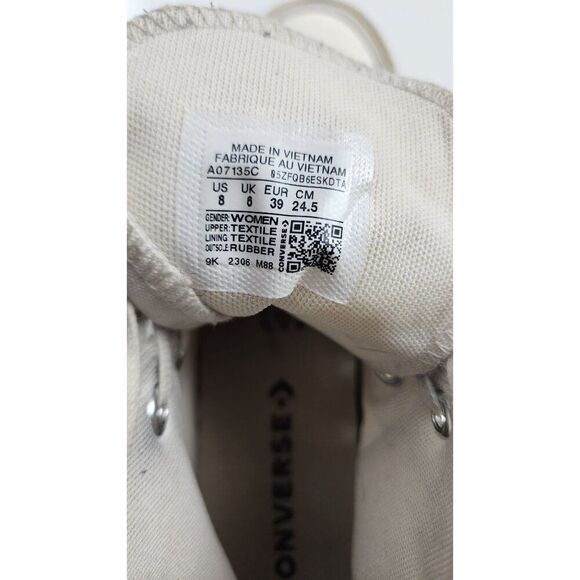 MADE IN VIETNAM
FABRIQUE AU VIETNAM
A07135C 05ZFQB6ESKDTA
US UK EUR CM
8 6 39 24.5
GENDER: WOMEN
UPPER: TEXTILE
LINING: TEXTILE
OUTSOLE: RUBBER
9K 2306 M88
CONVERSE
CONVERSE